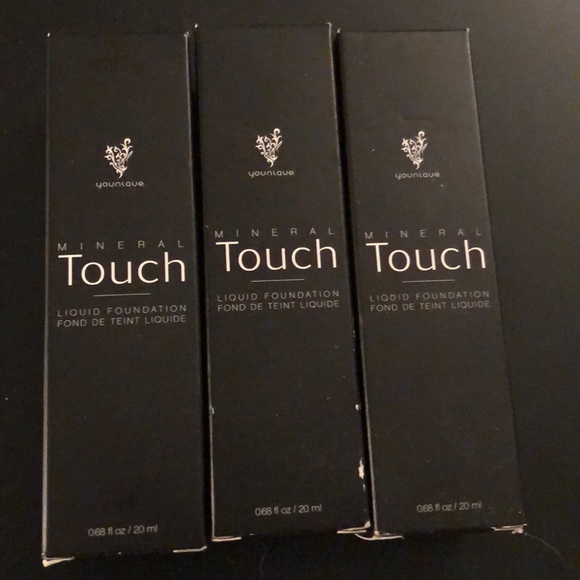 younique
MINERAL
Touch
LIQUID FOUNDATION
FOND DE TEINT LIQUIDE
0.68 fl oz / 20 ml
younique
MINERAL
Touch
LIQUID FOUNDATION
FOND DE TEINT LIQUIDE
0.68 fl oz / 20 ml
younique
MINERAL
Touch
LIQUID FOUNDATION
FOND DE TEINT LIQUIDE
0.68 fl oz / 20 ml